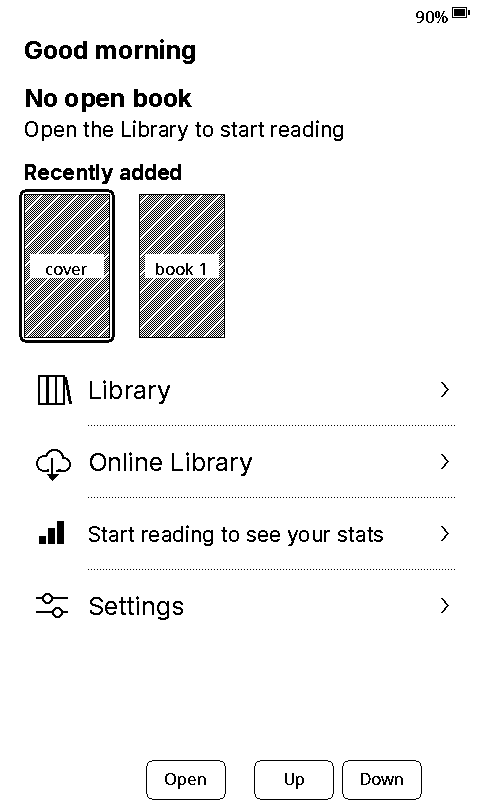 90%
Good morning
No open book
Open the Library to start reading
Recently added
cover
book 1
Library
Online Library
Start reading to see your stats
Settings
Open
Up
Down